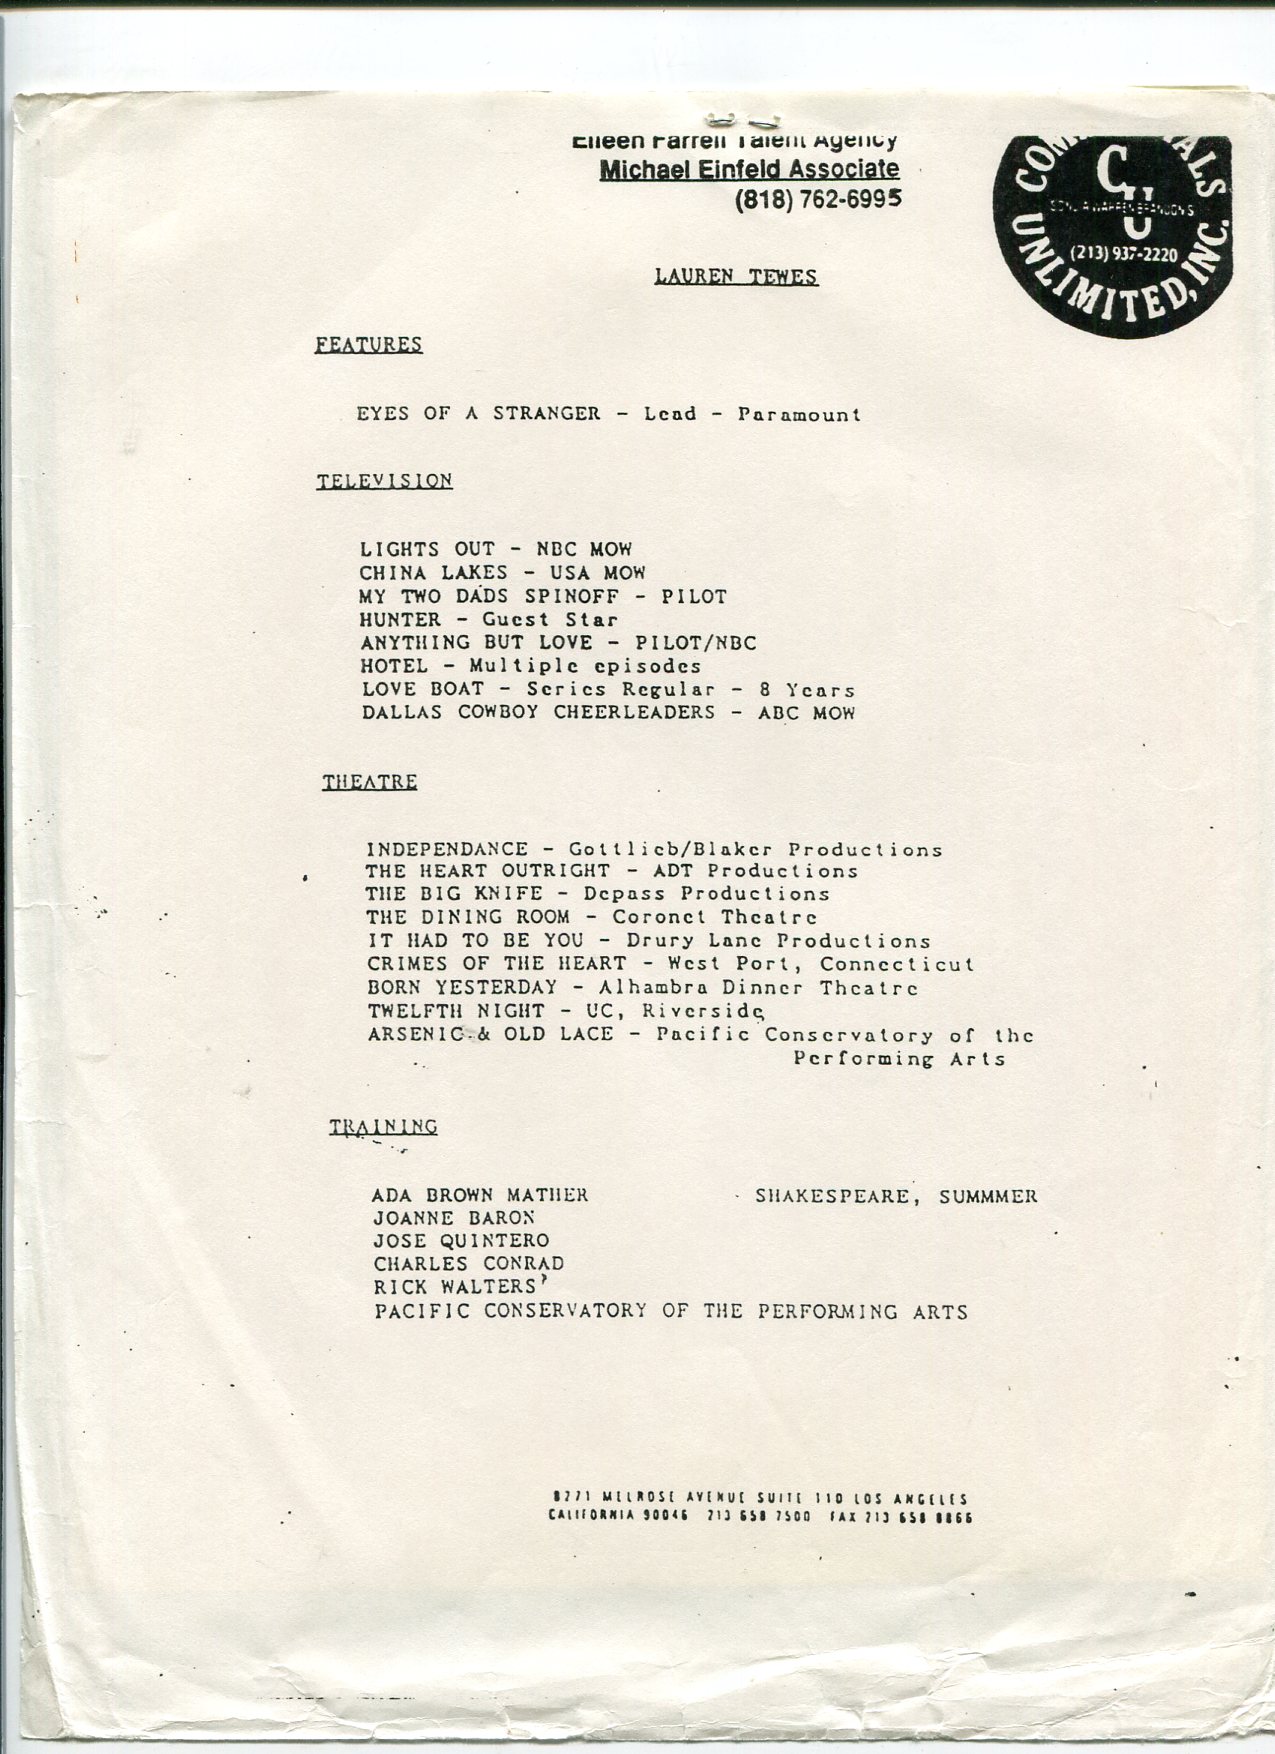 Eileen Farrell Talent Agency
Michael Einfeld Associate
(818) 762-6995
COMMERCIALS UNLIMITED, INC.
CU
(213) 937-2220
LAUREN TEWES
FEATURES
EYES OF A STRANGER - Lead - Paramount
TELEVISION
LIGHTS OUT - NBC MOW
CHINA LAKES - USA MOW
MY TWO DADS SPINOFF - PILOT
HUNTER - Guest Star
ANYTHING BUT LOVE - PILOT/NBC
HOTEL - Multiple episodes
LOVE BOAT - Series Regular - 8 Years
DALLAS COWBOY CHEERLEADERS - ABC MOW
THEATRE
INDEPENDANCE - Gottlieb/Blaker Productions
THE HEART OUTRIGHT - ADT Productions
THE BIG KNIFE - Depass Productions
THE DINING ROOM - Coronet Theatre
IT HAD TO BE YOU - Drury Lane Productions
CRIMES OF THE HEART - West Port, Connecticut
BORN YESTERDAY - Alhambra Dinner Theatre
TWELFTH NIGHT - UC, Riverside
ARSENIC & OLD LACE - Pacific Conservatory of the
Performing Arts
TRAINING
ADA BROWN MATHER SHAKESPEARE, SUMMMER
JOANNE BARON
JOSE QUINTERO
CHARLES CONRAD
RICK WALTERS
PACIFIC CONSERVATORY OF THE PERFORMING ARTS
8271 MELROSE AVENUE SUITE 110 LOS ANGELES
CALIFORNIA 90046 213 658 7500 FAX 213 658 8866